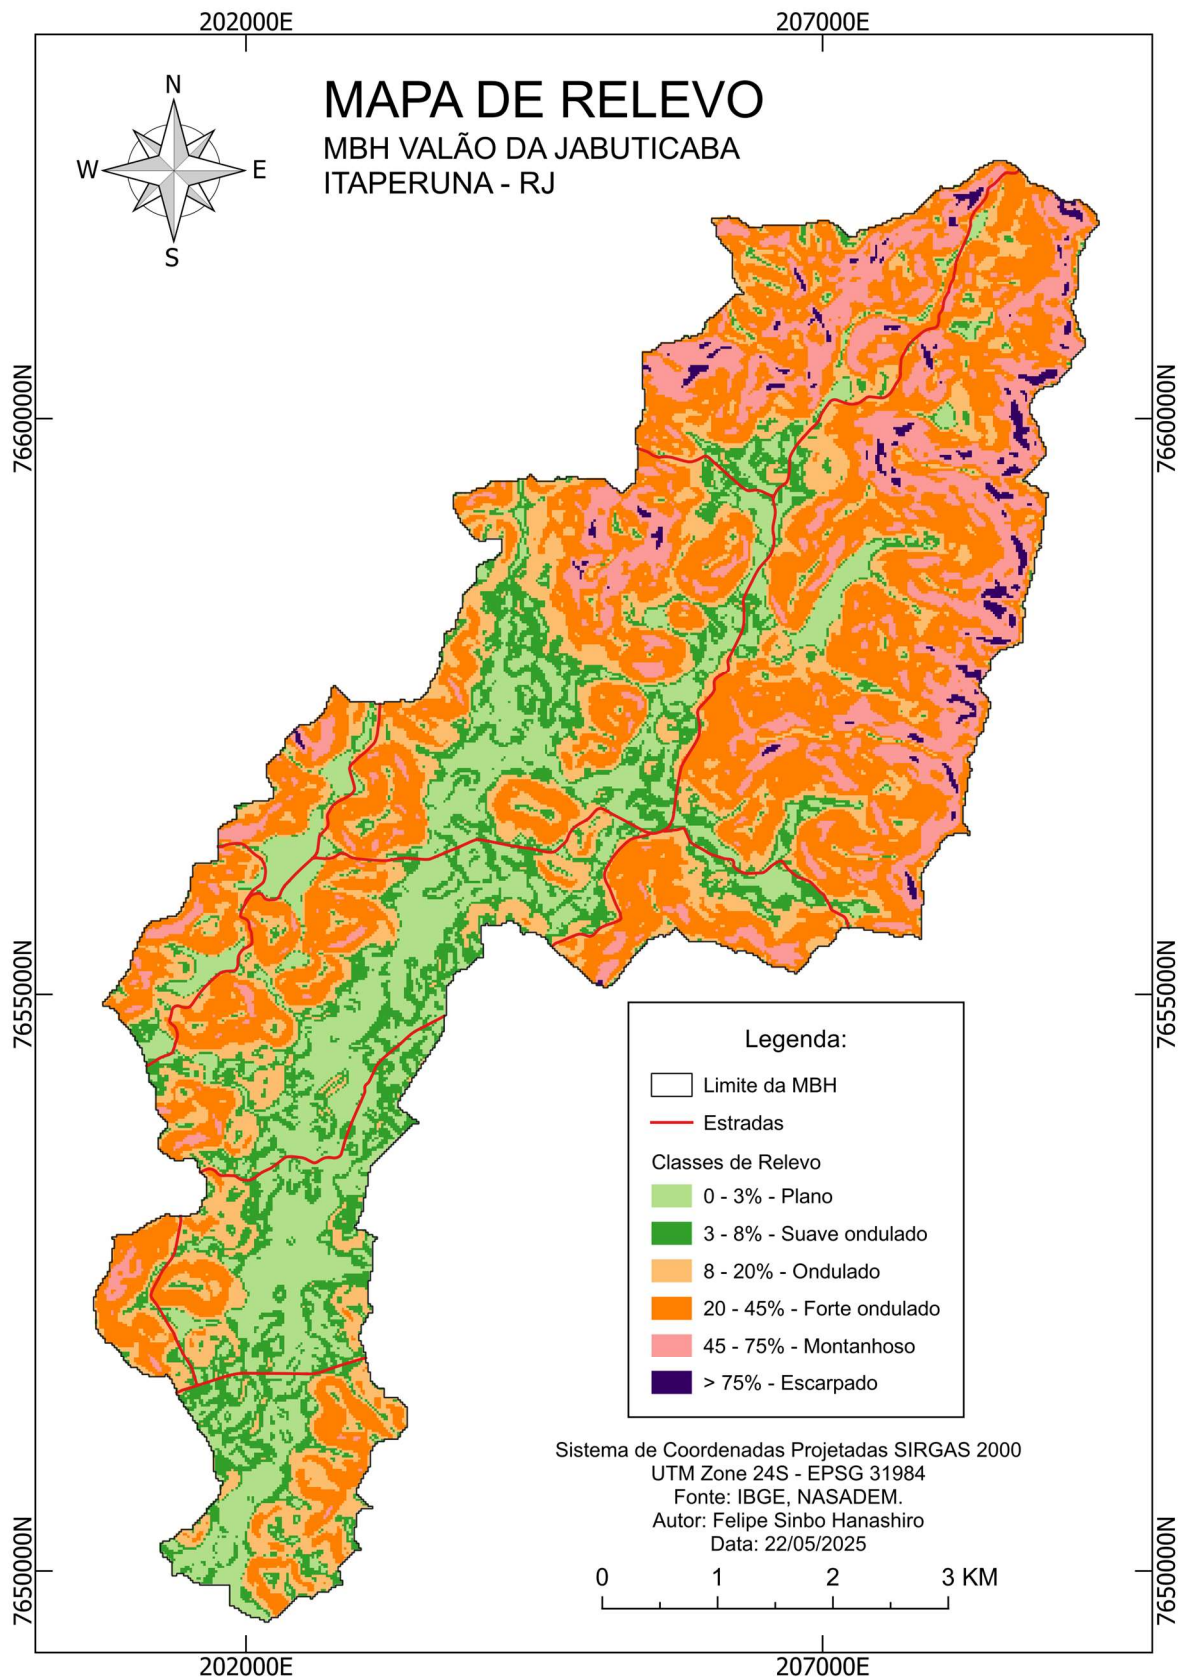 202000E
207000E
N
W
E
S
MAPA DE RELEVO
MBH VALÃO DA JABUTICABA
ITAPERUNA - RJ
7660000N
7660000N
7655000N
7655000N
Legenda:
Limite da MBH
Estradas
Classes de Relevo
0 - 3% - Plano
3 - 8% - Suave ondulado
8 - 20% - Ondulado
20 - 45% - Forte ondulado
45 - 75% - Montanhoso
> 75% - Escarpado
Sistema de Coordenadas Projetadas SIRGAS 2000
UTM Zone 24S - EPSG 31984
Fonte: IBGE, NASADEM.
Autor: Felipe Sinbo Hanashiro
Data: 22/05/2025
0 1 2 3 KM
7650000N
7650000N
202000E
207000E